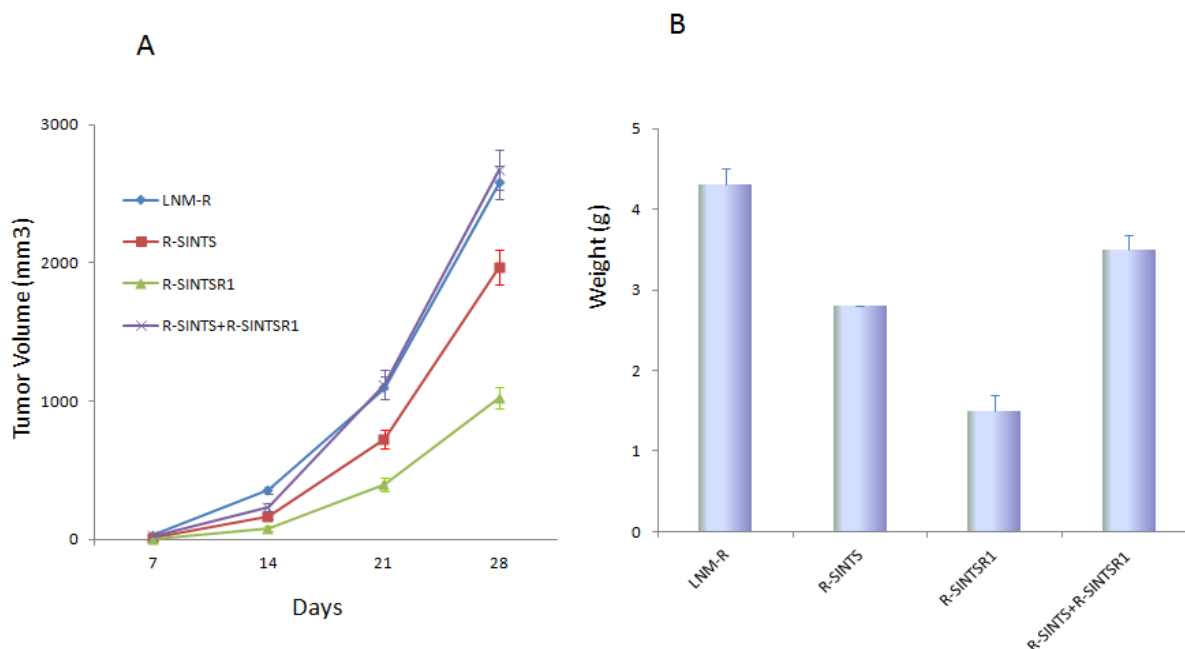 A
3000
2000
1000
0
7
14
21
28
Tumor Volume (mm3)
Days
LNM-R
R-SINTS
R-SINTSR1
R-SINTS+R-SINTSR1
B
5
4
3
2
1
0
Weight (g)
LNM-R
R-SINTS
R-SINTSR1
R-SINTS+R-SINTSR1